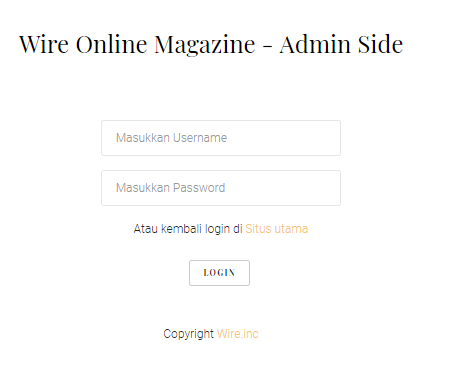 Wire Online Magazine - Admin Side
Masukkan Username
Masukkan Password
Atau kembali login di Situs utama
LOGIN
Copyright Wire.inc